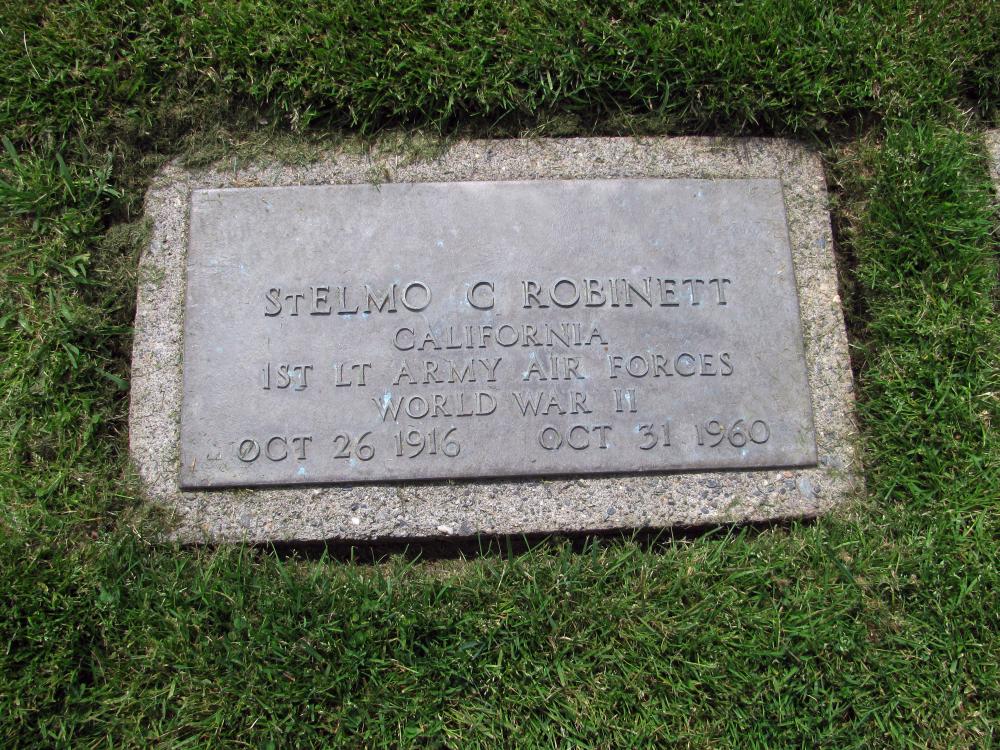 StELMO C ROBINETT
CALIFORNIA
1ST LT ARMY AIR FORCES
WORLD WAR II
OCT 26 1916 OCT 31 1960